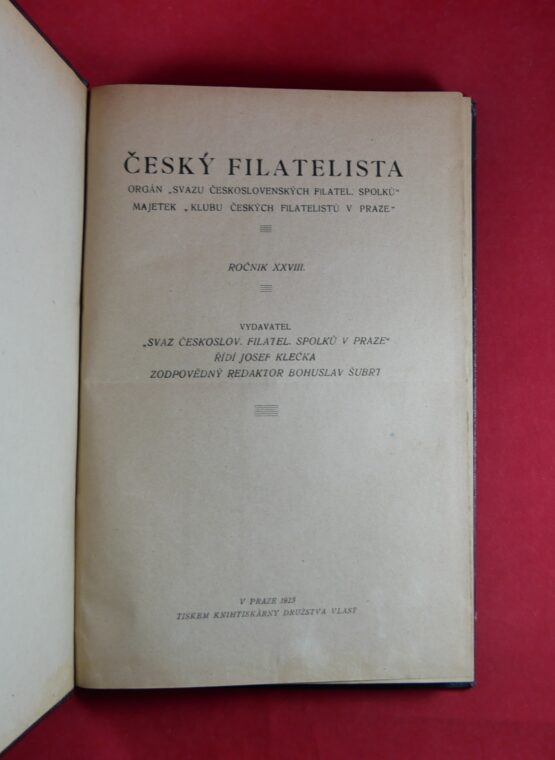 ČESKÝ FILATELISTA
ORGÁN „SVAZU ČESKOSLOVENSKÝCH FILATEL. SPOLKŮ“
MAJETEK „KLUBU ČESKÝCH FILATELISTŮ V PRAZE“
ROČNÍK XXVIII.
VYDAVATEL
„SVAZ ČESKOSLOV. FILATEL. SPOLKŮ V PRAZE“
ŘÍDÍ JOSEF KLEČKA
ZODPOVĚDNÝ REDAKTOR BOHUSLAV ŠUBRT
V PRAZE 1925
TISKEM KNIHTISKÁRNY DRUŽSTVA VLAST